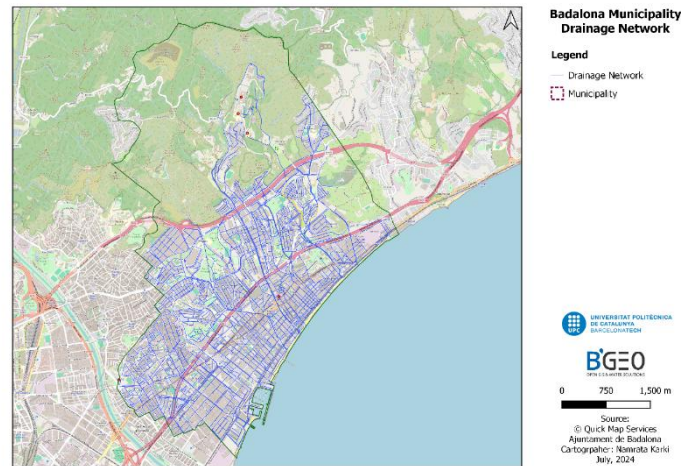 Badalona Municipality
Drainage Network
Legend
Drainage Network
Municipality
UNIVERSITAT POLITÈCNICA
DE CATALUNYA
BARCELONATECH
UPC
B'GEO
0 750 1,500 m
Source:
© Quick Map Services
Ajuntament de Badalona
Cartogrpaher: Namrata Karki
July, 2024